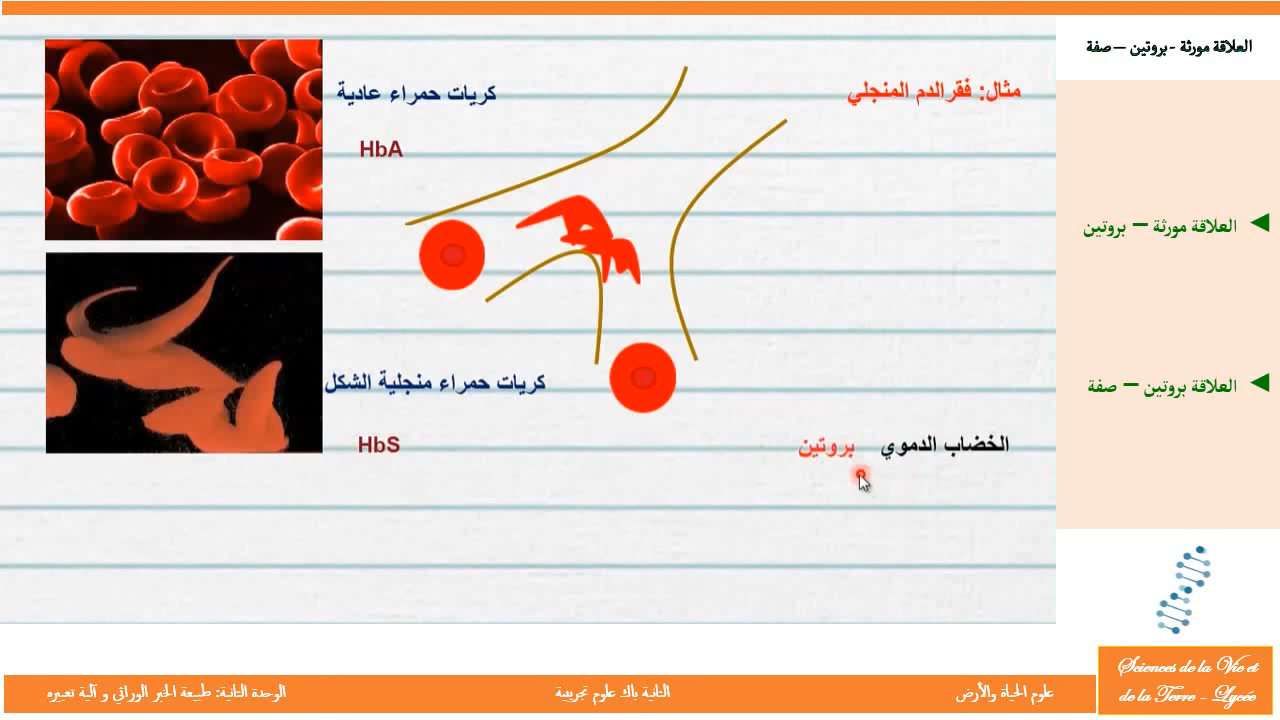 العلاقة مورثة - بروتين – صفة
مثال: فقرالدم المنجلي
كريات حمراء عادية
HbA
العلاقة مورثة – بروتين
كريات حمراء منجلية الشكل
HbS
العلاقة بروتين – صفة
الخضاب الدموي بروتين
Sciences de la Vie et
de la Terre - Lycée
علوم الحياة والأرض
الثانية باك علوم تجريبية
الوحدة الثانية: طبيعة الخبر الوراثي و آلية تعبيره